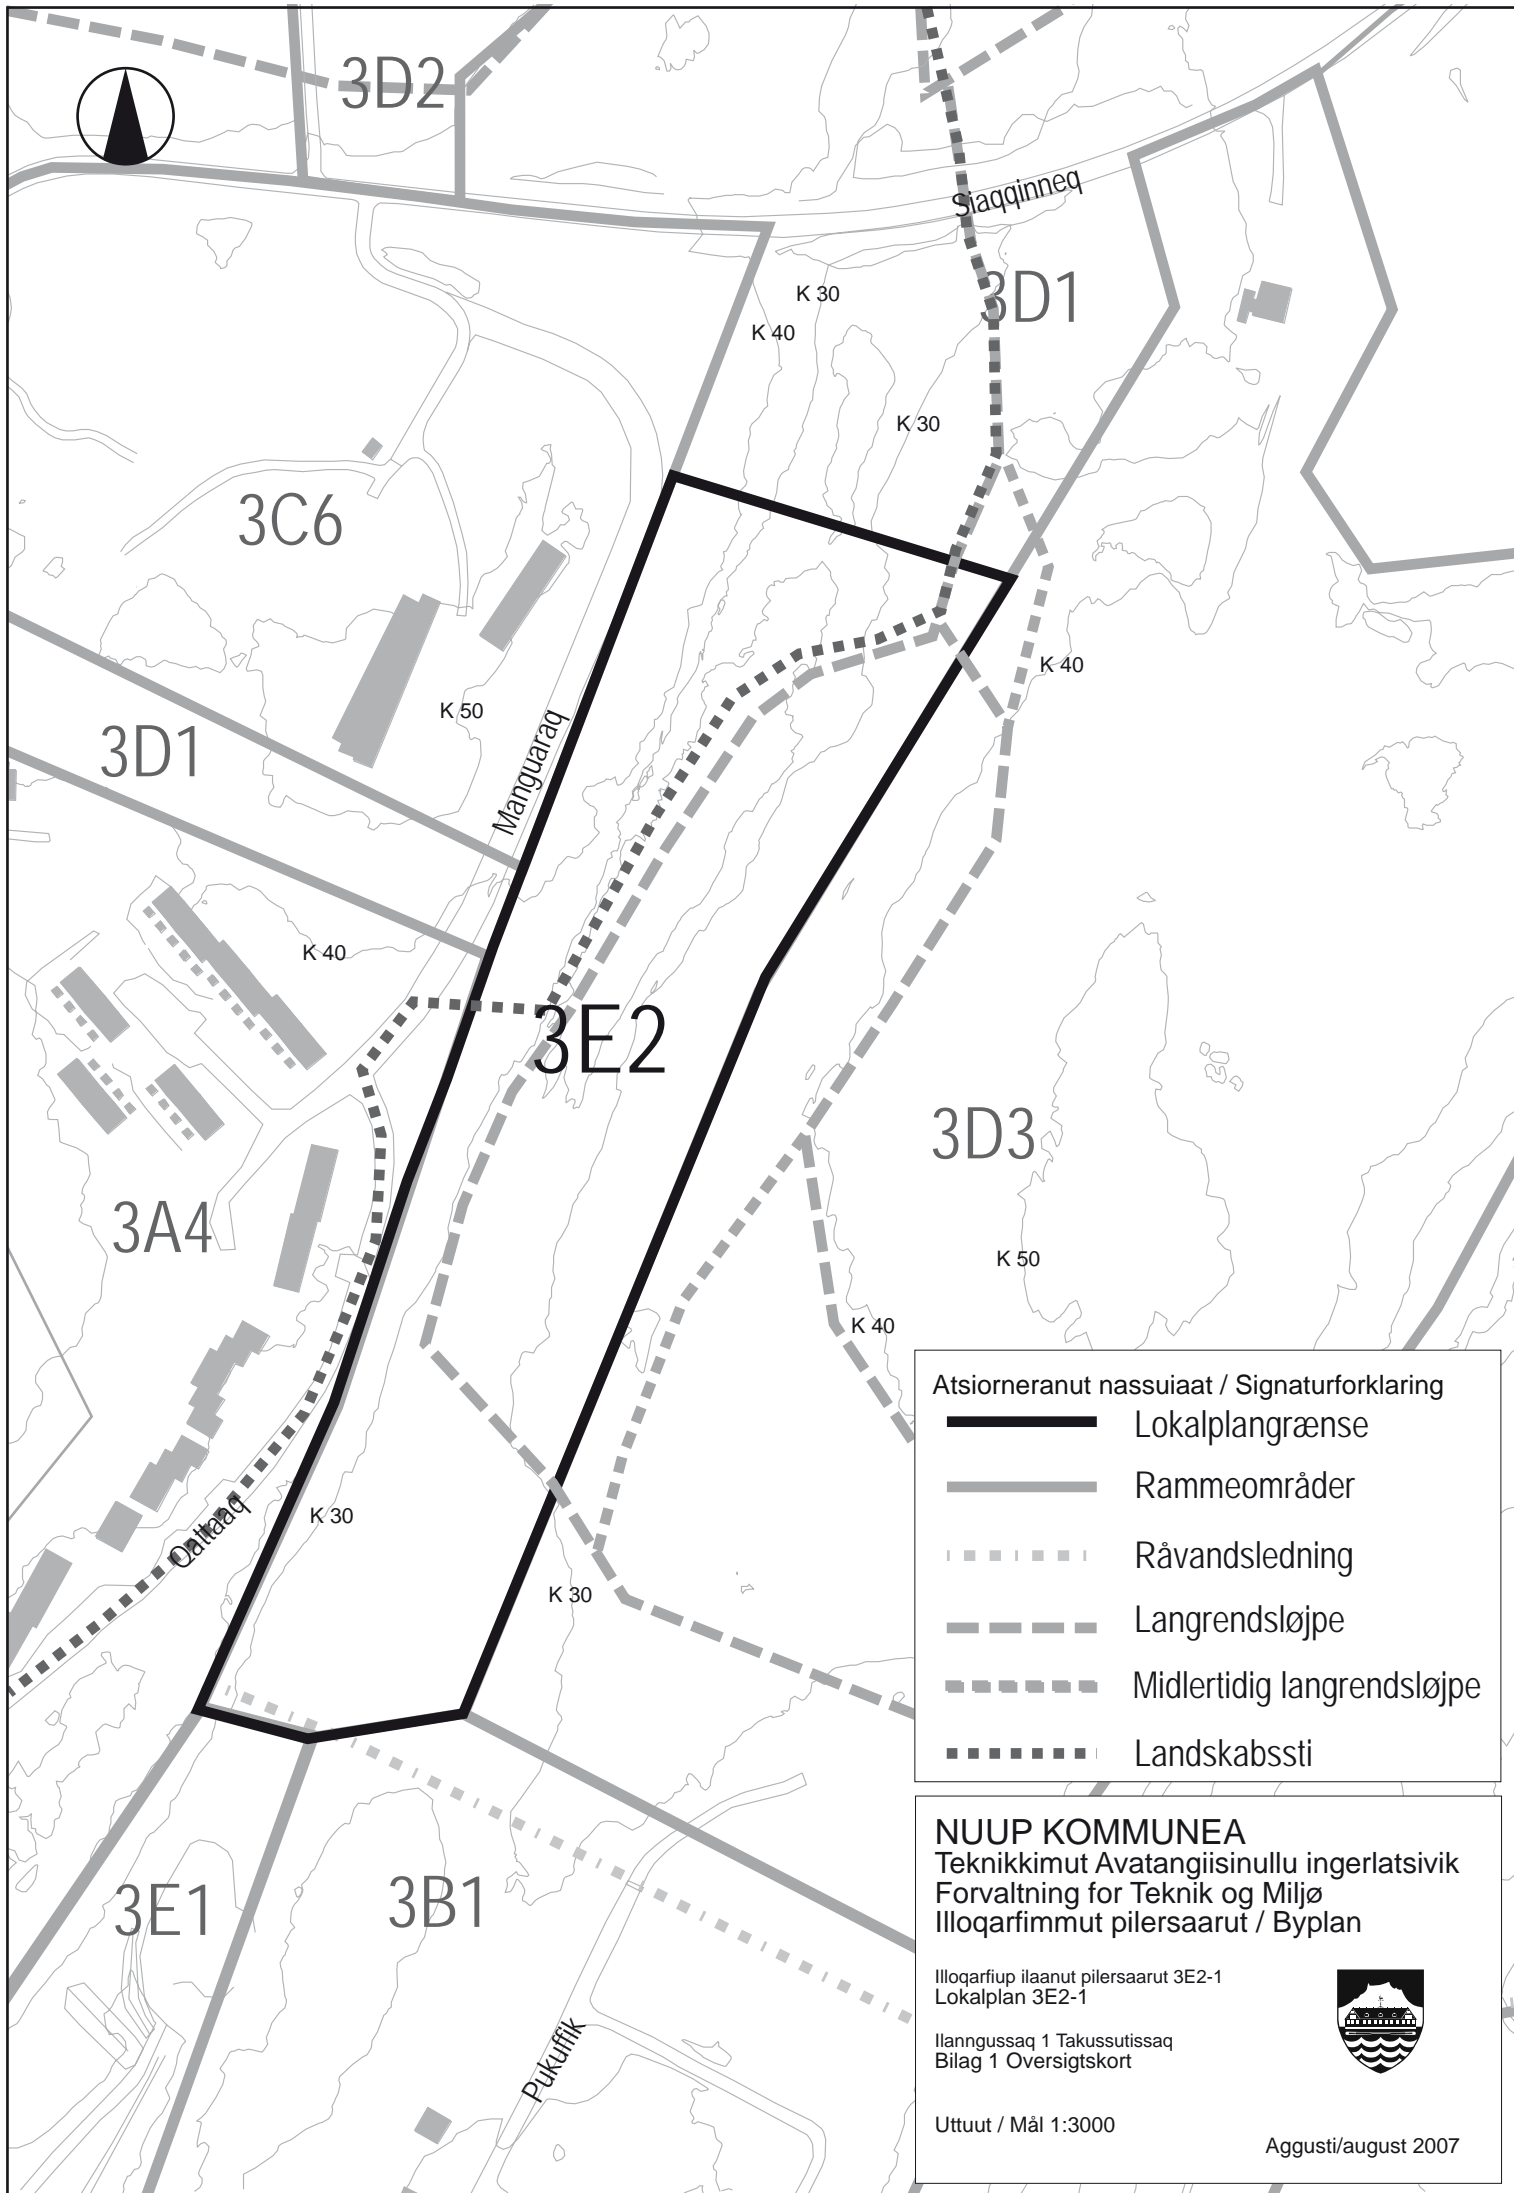 3D2
Siaqqinneq
3D1
K 30
K 40
K 30
3C6
K 40
K 50
Manguaraq
3D1
K 40
3E2
3D3
3A4
K 50
K 40
Qattaaq
K 30
K 30
3E1
3B1
Pukuffik
Atsiorneranut nassuiaat / Signaturforklaring
Lokalplangrænse
Rammeområder
Råvandsledning
Langrendsløjpe
Midlertidig langrendsløjpe
Landskabssti
NUUP KOMMUNEA
Teknikkimut Avatangiisinullu ingerlatsivik
Forvaltning for Teknik og Miljø
Illoqarfimmut pilersaarut / Byplan
Illoqarfiup ilaanut pilersaarut 3E2-1
Lokalplan 3E2-1
Ilanngussaq 1 Takussutissaq
Bilag 1 Oversigtskort
Uttuut / Mål 1:3000
Aggusti/august 2007